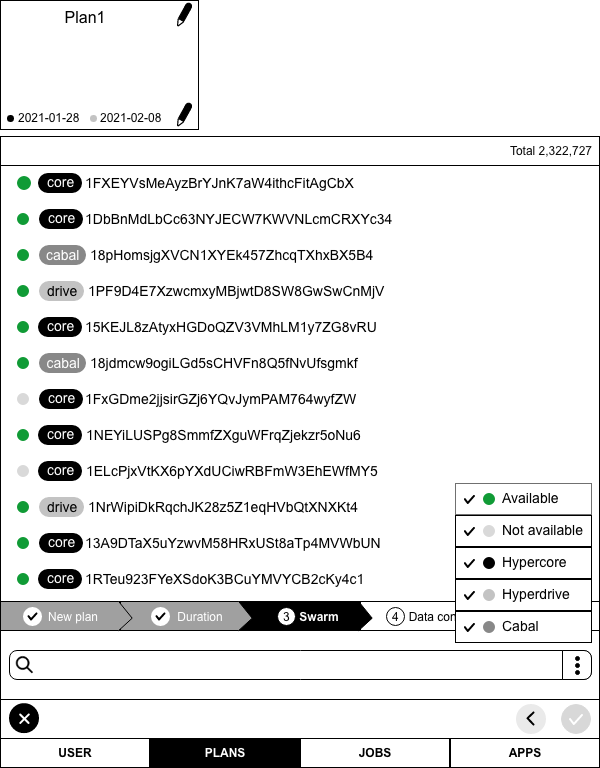 Plan1
2021-01-28 2021-02-08
Total 2,322,727
core 1FXEYVsMeAyzBrYJnK7aW4ithcFitAgCbX
core 1DbBnMdLbCc63NYJECW7KWVNLcmCRXYc34
cabal 18pHomsjgXVCN1XYEk457ZhcqTXhxBX5B4
drive 1PF9D4E7XzwcmxyMBjwtD8SW8GwSwCnMjV
core 15KEJL8zAtyxHGDoQZV3VMhLM1y7ZG8vRU
cabal 18jdmcw9ogiLGd5sCHVFn8Q5fNvUfsgmkf
core 1FxGDme2jjsirGZj6YQvJymPAM764wyfZW
core 1NEYiLUSPg8SmmfZXguWFrqZjekzr5oNu6
core 1ELcPjxVtKX6pYXdUCiwRBFmW3EhEWfMY5
drive 1NrWipiDkRqchJK28z5Z1eqHVbQtXNXKt4
core 13A9DTaX5uYzwvM58HRxUSt8aTp4MVWbUN
core 1RTeu923FYeXSdoK3BCuYMVYCB2cKy4c1
Available
Not available
Hypercore
Hyperdrive
Cabal
New plan Duration 3 Swarm 4 Data con
USER PLANS JOBS APPS